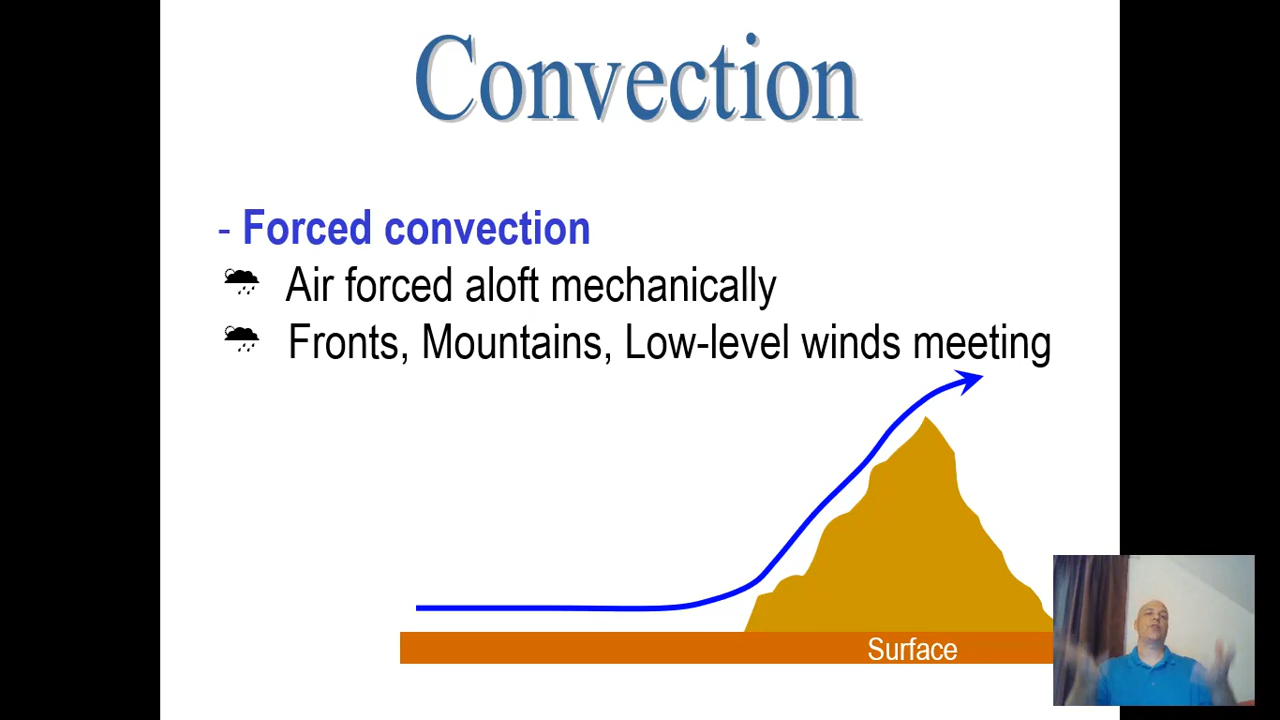 Convection
- Forced convection
Air forced aloft mechanically
Fronts, Mountains, Low-level winds meeting
Surface